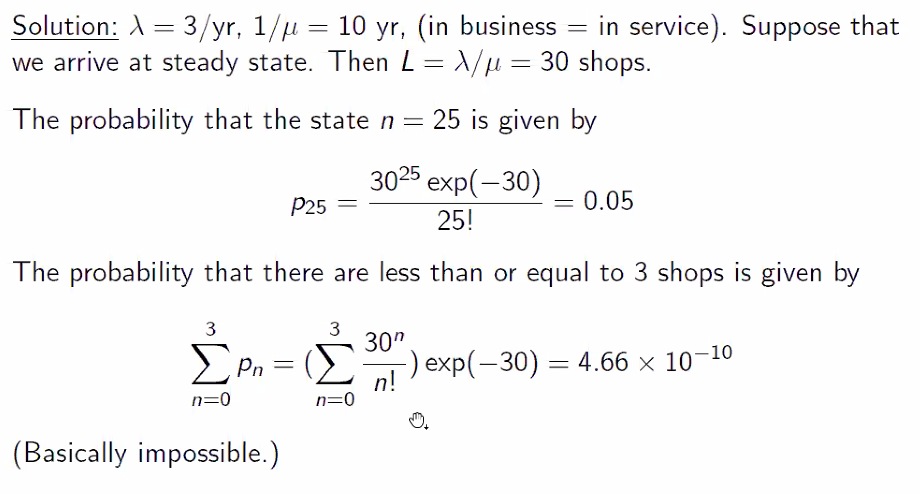 Solution: λ = 3/yr, 1/μ = 10 yr, (in business = in service). Suppose that
we arrive at steady state. Then L = λ/μ = 30 shops.
The probability that the state n = 25 is given by
p₂₅ = 30²⁵ exp(−30) / 25! = 0.05
The probability that there are less than or equal to 3 shops is given by
∑_{n=0}^{3} pₙ = (∑_{n=0}^{3} 30ⁿ / n!) exp(−30) = 4.66 × 10⁻¹⁰
(Basically impossible.)